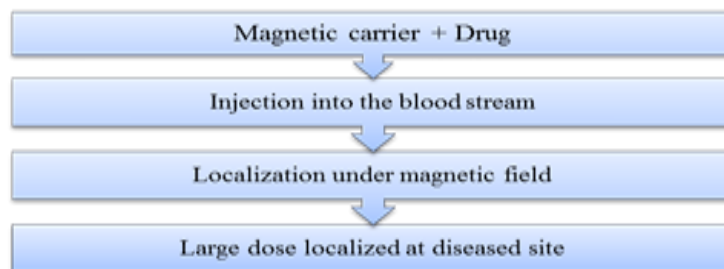 Magnetic carrier + Drug
Injection into the blood stream
Localization under magnetic field
Large dose localized at diseased site